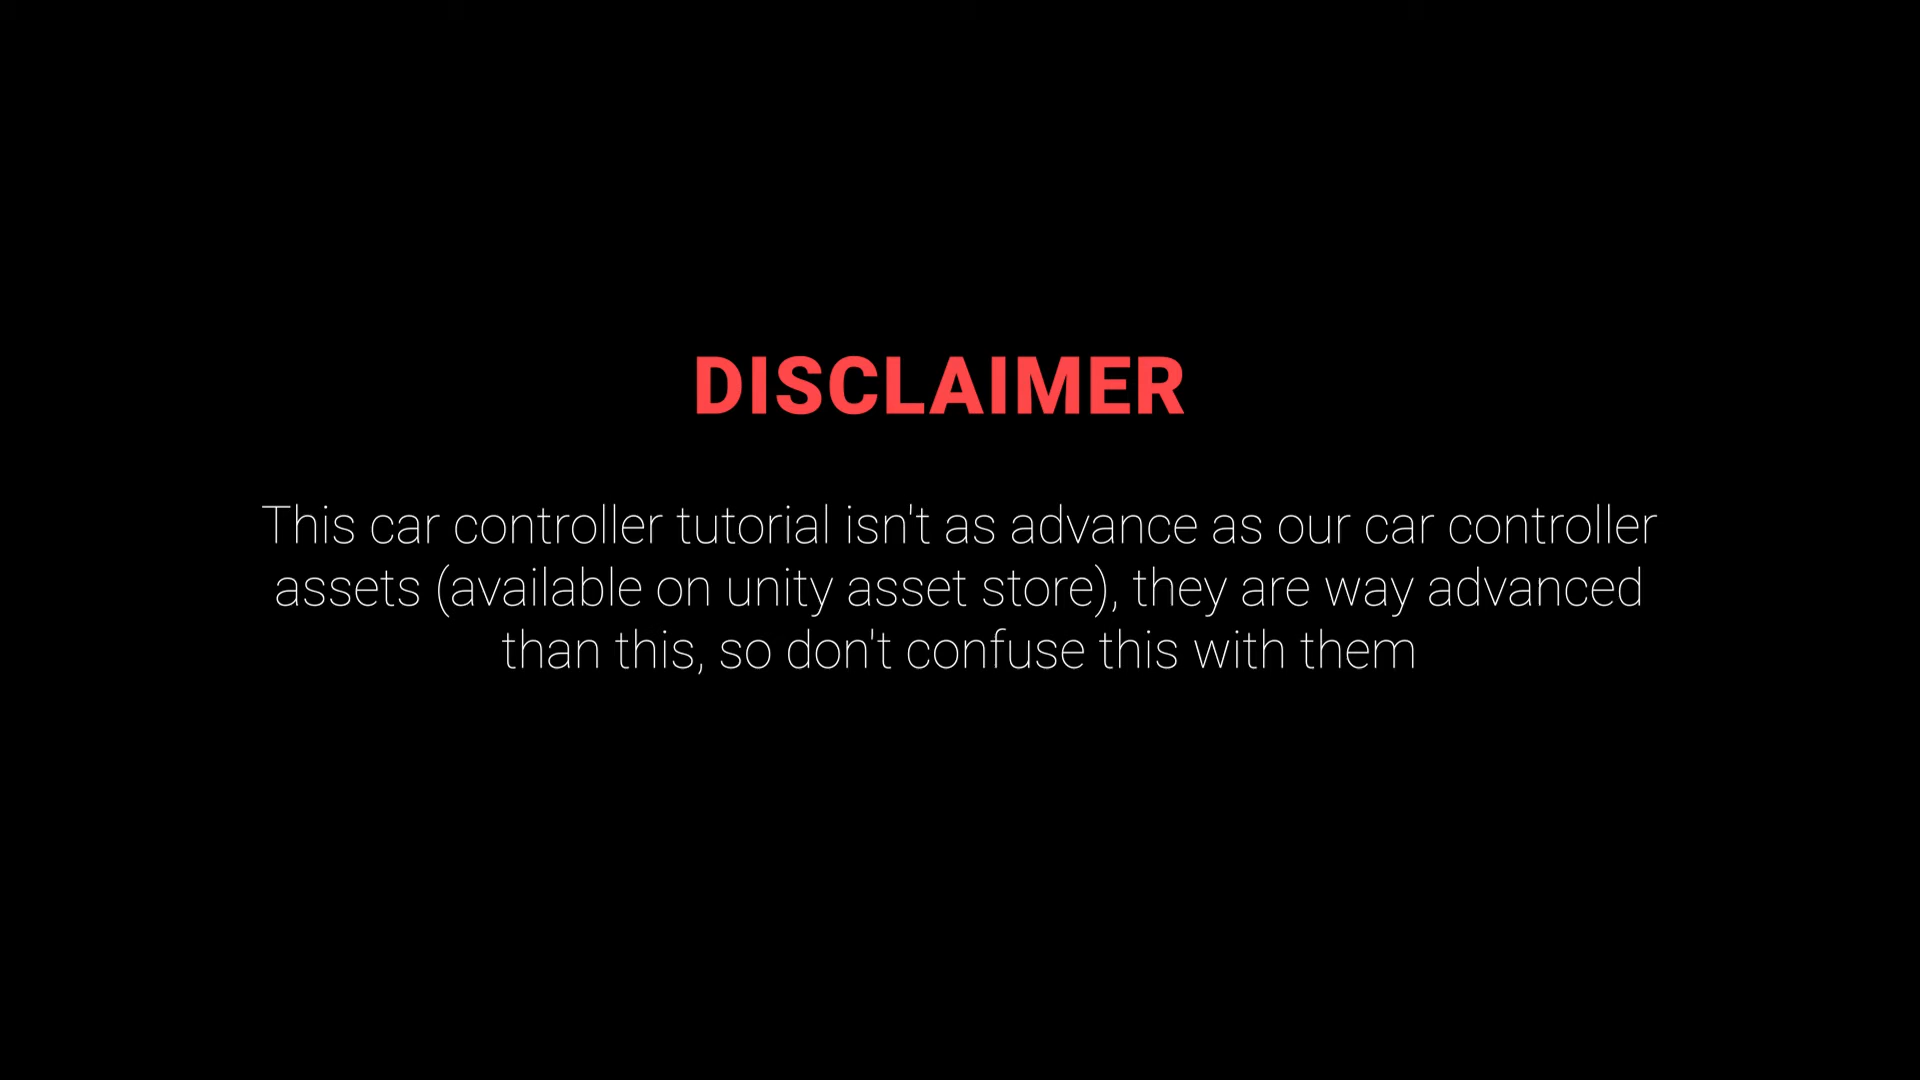 DISCLAIMER
This car controller tutorial isn't as advance as our car controller
assets (available on unity asset store), they are way advanced
than this, so don't confuse this with them